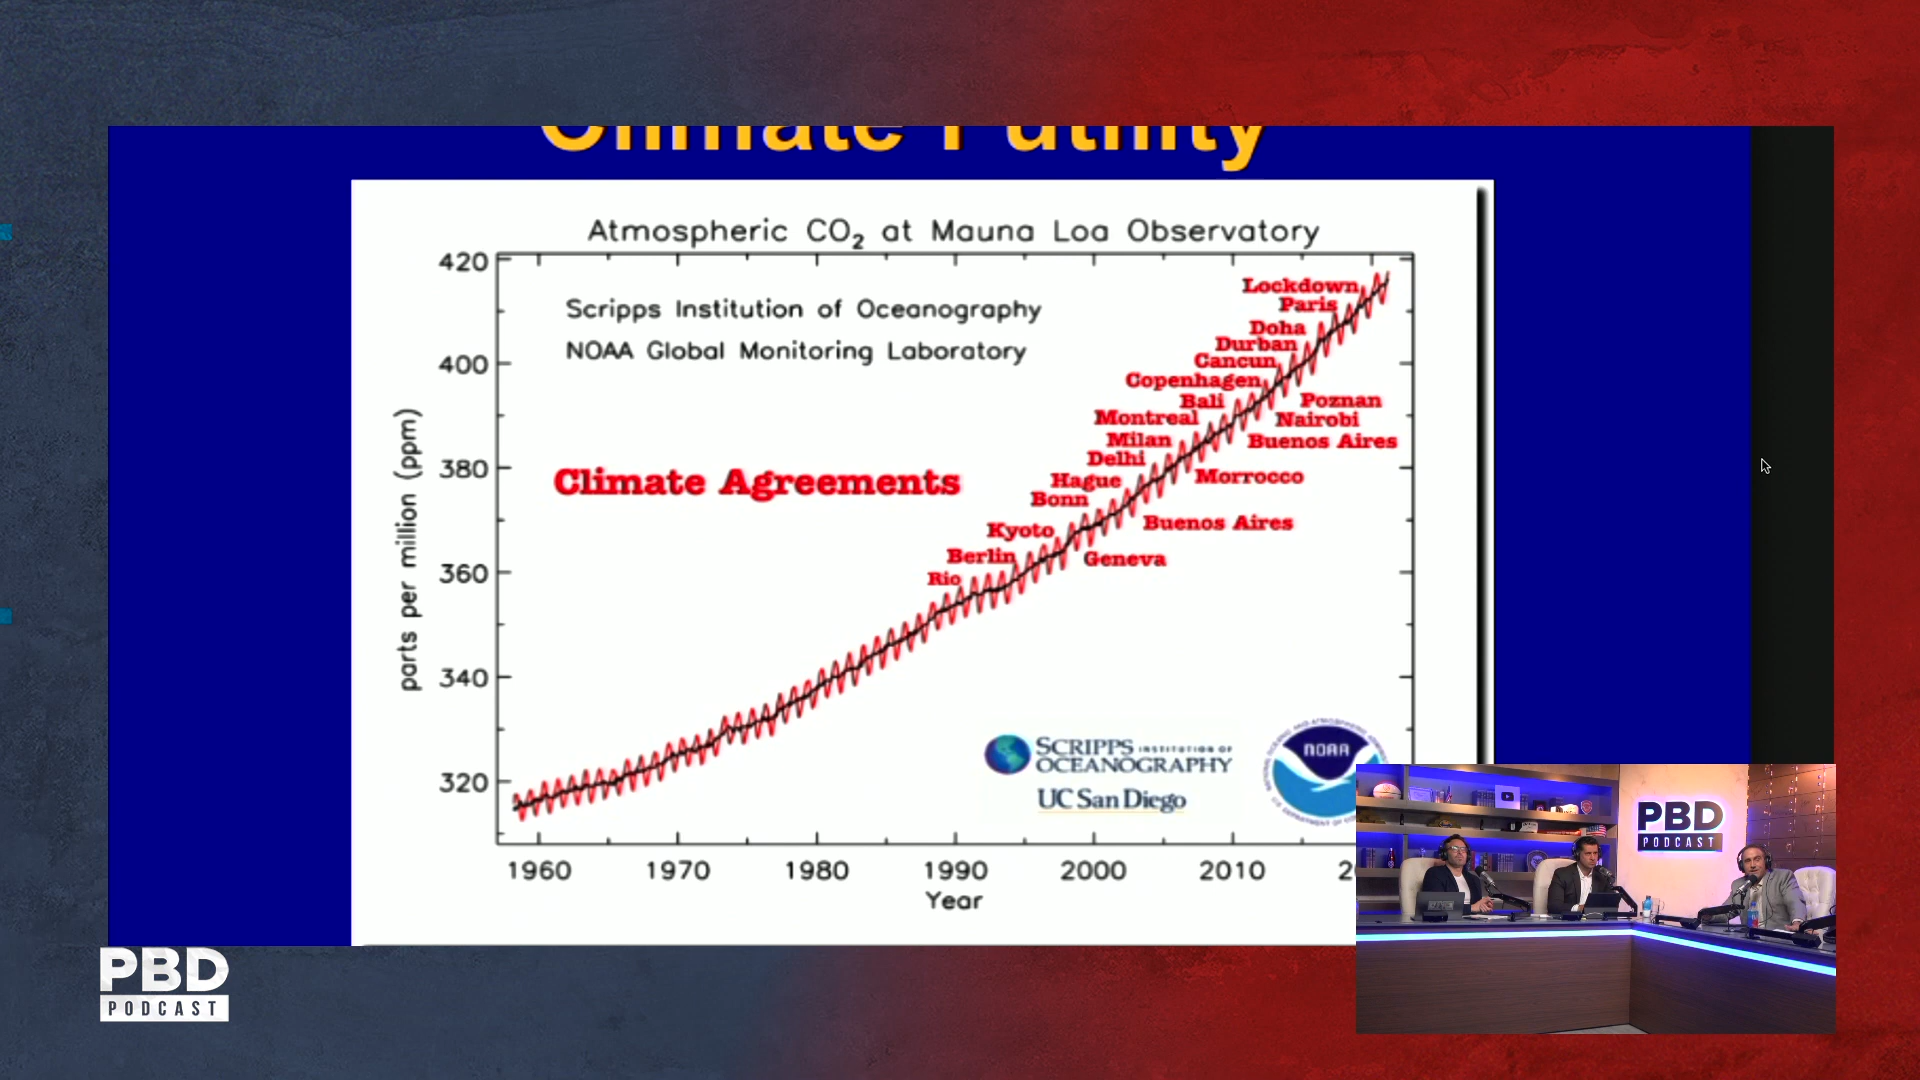 Climate Futility
Atmospheric CO₂ at Mauna Loa Observatory
Scripps Institution of Oceanography
NOAA Global Monitoring Laboratory
420
400
380
360
340
320
parts per million (ppm)
Climate Agreements
Lockdown
Paris
Doha
Durban
Cancun
Copenhagen
Bali
Montreal
Milan
Delhi
Hague
Bonn
Kyoto
Berlin
Rio
Poznan
Nairobi
Buenos Aires
Morrocco
Buenos Aires
Geneva
SCRIPPS INSTITUTION OF
OCEANOGRAPHY
UC San Diego
NOAA
1960 1970 1980 1990 2000 2010
Year
PBD
PODCAST
PBD
PODCAST